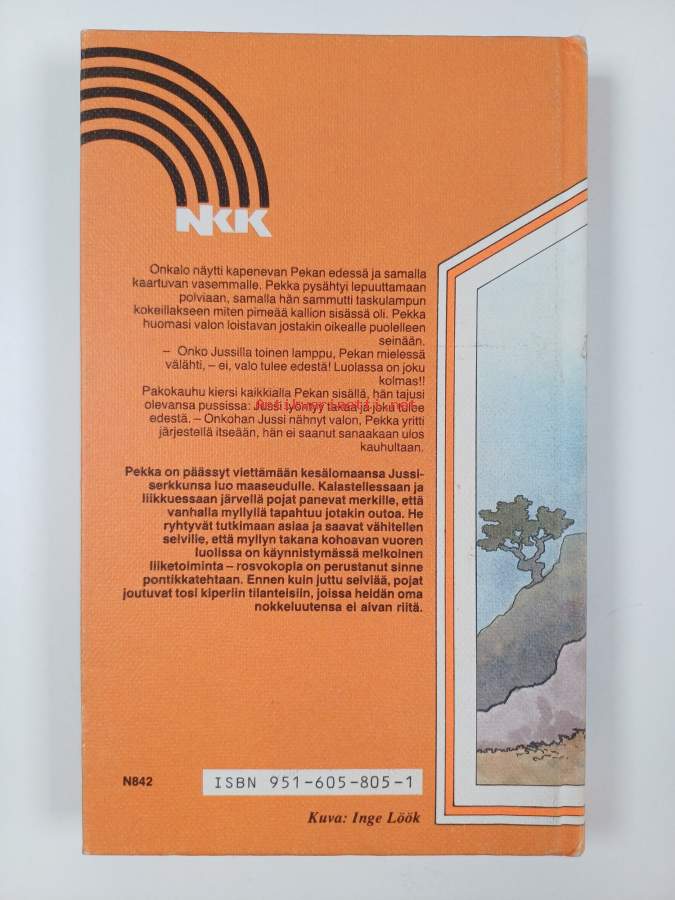 NKK
Onkalo näytti kapenevan Pekan edessä ja samalla
kaartuvan vasemmalle. Pekka pysähtyi lepuuttamaan
polviaan, samalla hän sammutti taskulampun
kokeillakseen miten pimeää kallion sisässä oli. Pekka
huomasi valon loistavan jostakin oikealle puolelleen
seinään.
– Onko Jussilla toinen lamppu, Pekan mielessä
välähti, – ei, valo tulee edestä! Luolassa on joku
kolmas!!
Pakokauhu kiersi kaikkialla Pekan sisällä, hän tajusi
olevansa pussissa: Jussi työntyy takaa ja joku tulee
edestä. – Onkohan Jussi nähnyt valon, Pekka yritti
järjestellä itseään, hän ei saanut sanaakaan ulos
kauhultaan.
Pekka on päässyt viettämään kesälomaansa Jussi-
serkkunsa luo maaseudulle. Kalastellessaan ja
liikkuessaan järvellä pojat panevat merkille, että
vanhalla myllyllä tapahtuu jotakin outoa. He
ryhtyvät tutkimaan asiaa ja saavat vähitellen
selville, että myllyn takana kohoavan vuoren
luolissa on käynnistymässä melkoinen
liiketoiminta – rosvokopla on perustanut sinne
pontikkatehtaan. Ennen kuin juttu selviää, pojat
joutuvat tosi kiperiin tilanteisiin, joissa heidän oma
nokkeluutensa ei aivan riitä.
N842
ISBN 951-605-805-1
Kuva: Inge Löök